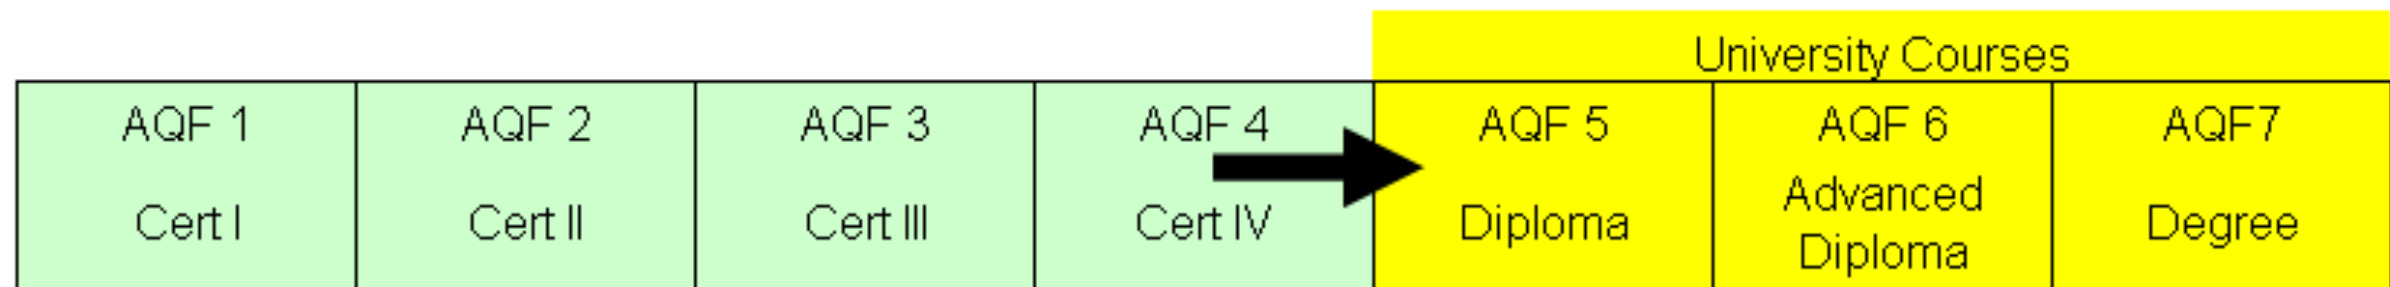 University Courses
AQF 1 AQF 2 AQF 3 AQF 4 AQF 5 AQF 6 AQF7
Cert I Cert II Cert III Cert IV Diploma Advanced Diploma Degree